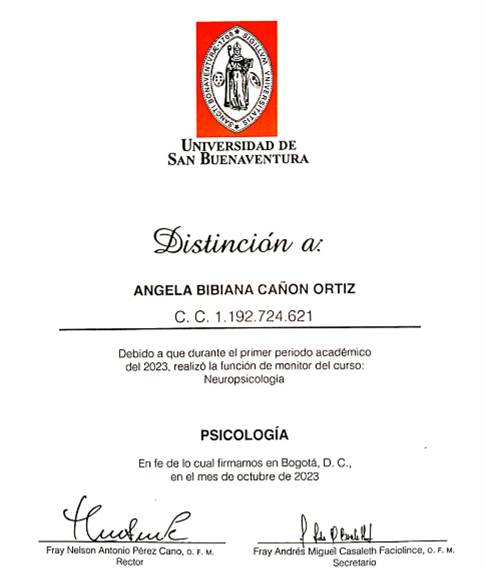 SANCTI BONAVENTURÆ-1708 ★ SIGILLVM VNIVERSITATIS
UNIVERSIDAD DE
SAN BUENAVENTURA
Distinción a:
ANGELA BIBIANA CAÑON ORTIZ
C. C. 1.192.724.621
Debido a que durante el primer periodo académico
del 2023, realizó la función de monitor del curso:
Neuropsicología
PSICOLOGÍA
En fe de lo cual firmamos en Bogotá, D. C.,
en el mes de octubre de 2023
Fray Nelson Antonio Pérez Cano, O. F. M.
Rector
Fray Andrés Miguel Casaleth Faciolince, O. F. M.
Secretario